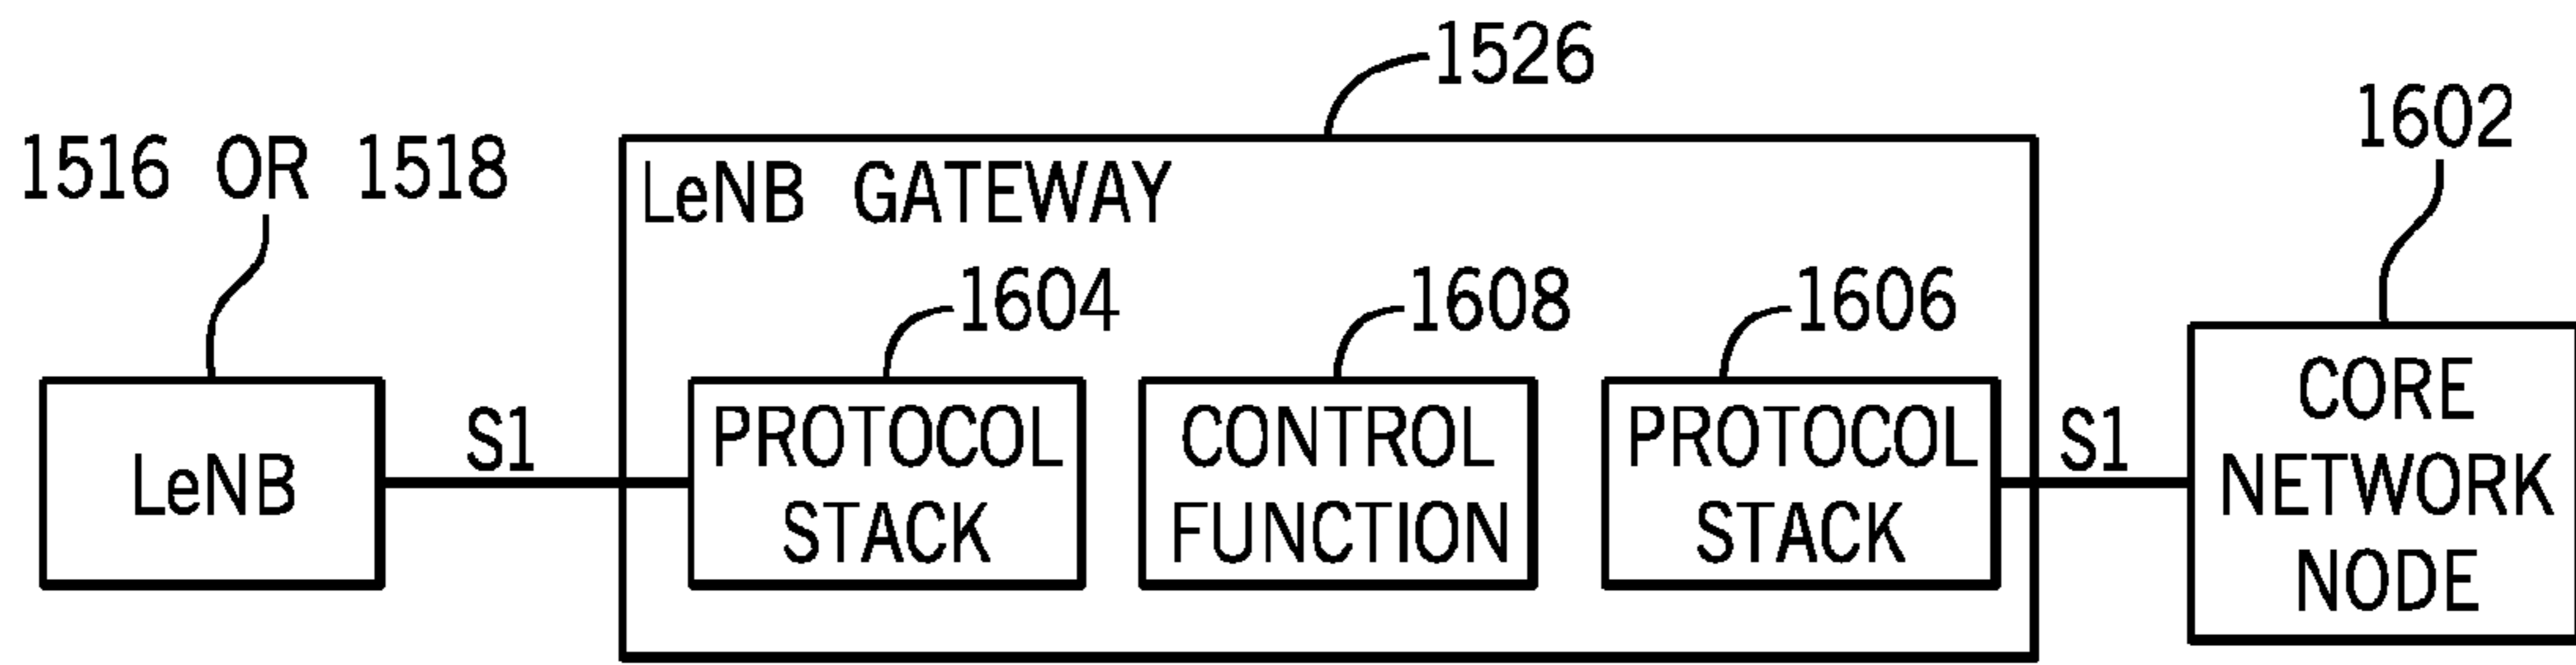 1526
1602
1516 OR 1518
LeNB GATEWAY
1604
1608
1606
LeNB
S1
PROTOCOL
STACK
CONTROL
FUNCTION
PROTOCOL
STACK
S1
CORE
NETWORK
NODE